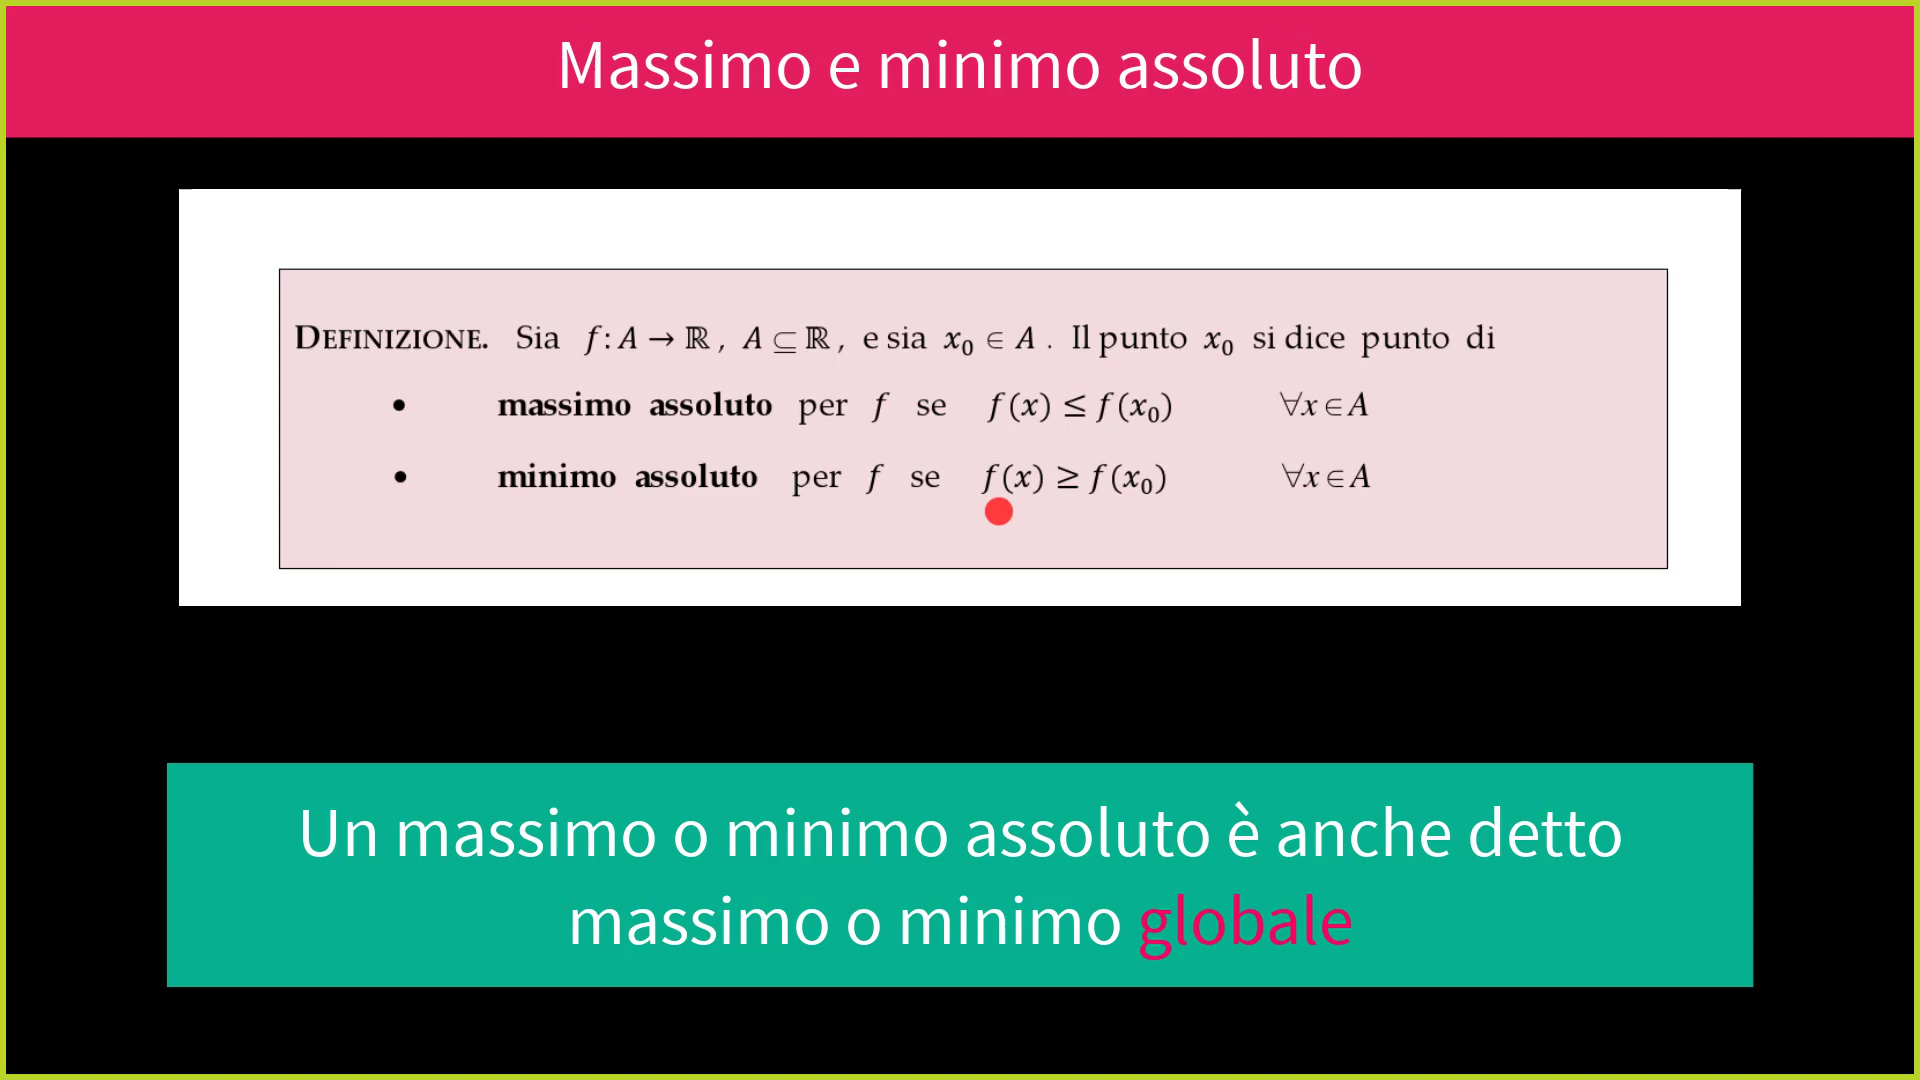 Massimo e minimo assoluto
DEFINIZIONE. Sia f: A → ℝ , A ⊆ ℝ , e sia x₀ ∈ A . Il punto x₀ si dice punto di
• massimo assoluto per f se f(x) ≤ f(x₀) ∀x ∈ A
• minimo assoluto per f se f(x) ≥ f(x₀) ∀x ∈ A
Un massimo o minimo assoluto è anche detto
massimo o minimo globale